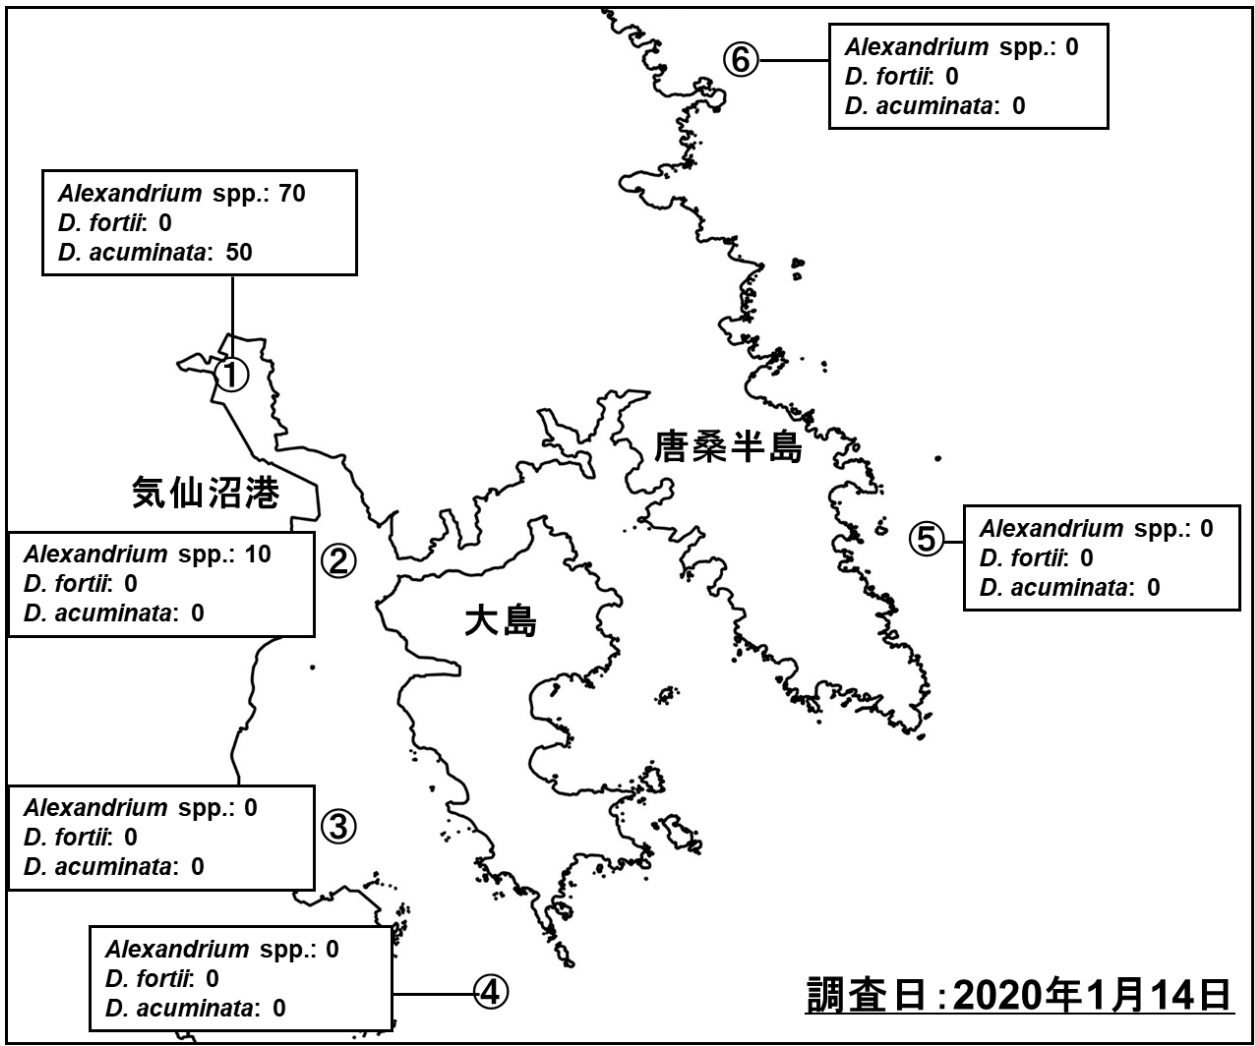 ⑥
Alexandrium spp.: 0
D. fortii: 0
D. acuminata: 0
Alexandrium spp.: 70
D. fortii: 0
D. acuminata: 50
①
唐桑半島
気仙沼港
Alexandrium spp.: 10
D. fortii: 0
D. acuminata: 0
②
⑤
Alexandrium spp.: 0
D. fortii: 0
D. acuminata: 0
大島
Alexandrium spp.: 0
D. fortii: 0
D. acuminata: 0
③
Alexandrium spp.: 0
D. fortii: 0
D. acuminata: 0
④
調査日:2020年1月14日